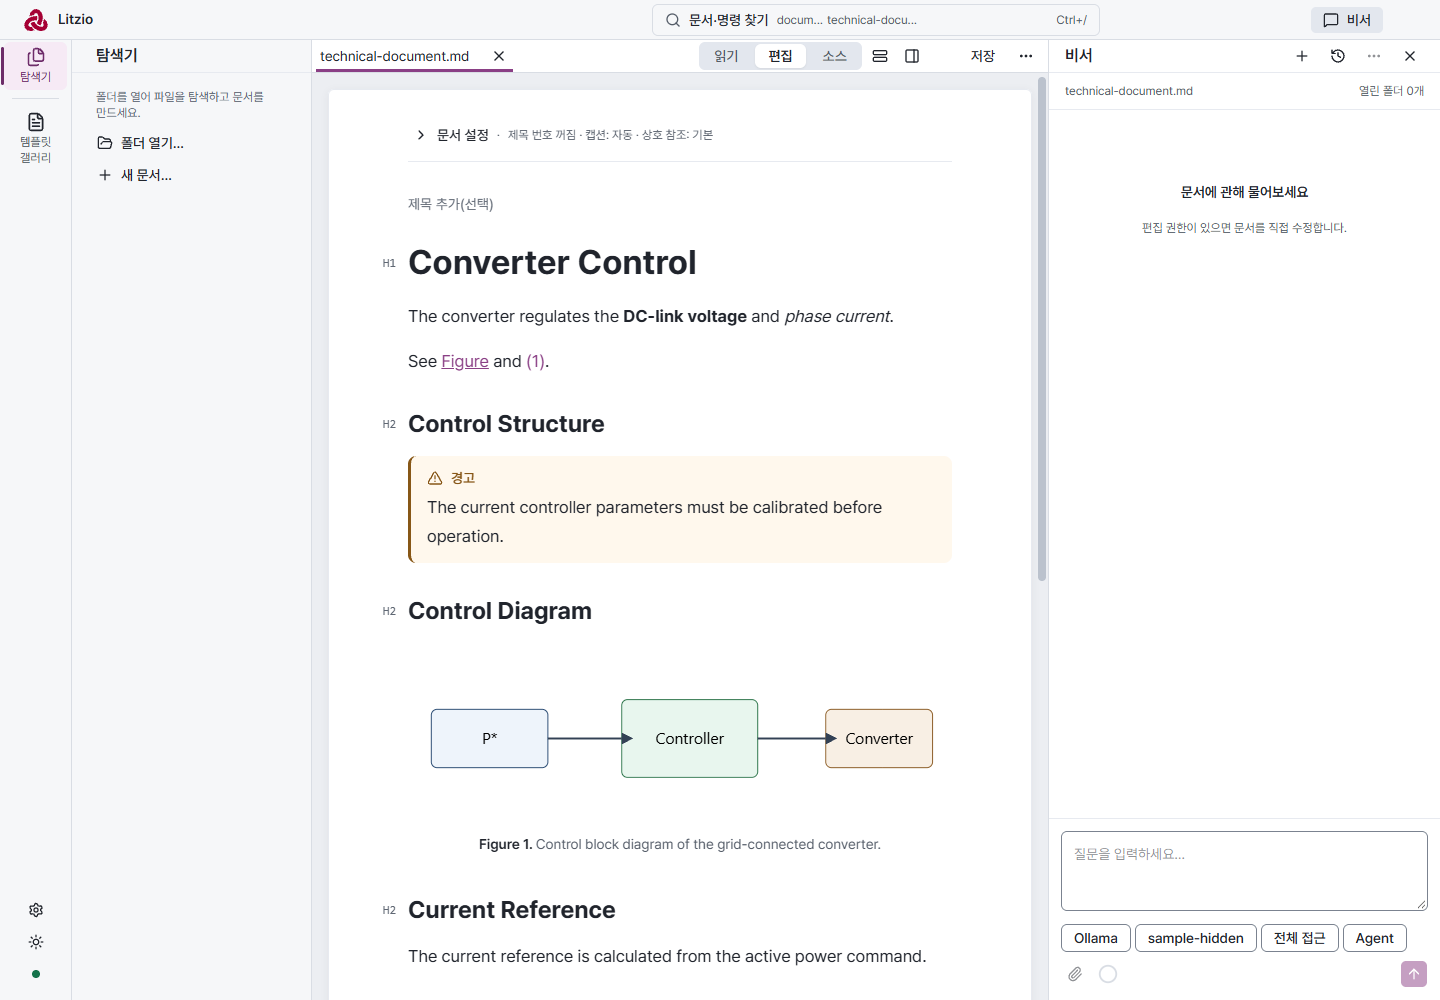 Litzio
문서·명령 찾기 docum... technical-docu... Ctrl+/
비서
탐색기
템플릿
갤러리
탐색기
폴더를 열어 파일을 탐색하고 문서를
만드세요.
폴더 열기...
새 문서...
technical-document.md
읽기 편집 소스
저장
문서 설정 · 제목 번호 꺼짐 · 캡션: 자동 · 상호 참조: 기본
제목 추가(선택)
H1 Converter Control
The converter regulates the DC-link voltage and phase current.
See Figure and (1).
H2 Control Structure
경고
The current controller parameters must be calibrated before
operation.
H2 Control Diagram
P* Controller Converter
Figure 1. Control block diagram of the grid-connected converter.
H2 Current Reference
The current reference is calculated from the active power command.
비서
technical-document.md 열린 폴더 0개
문서에 관해 물어보세요
편집 권한이 있으면 문서를 직접 수정합니다.
질문을 입력하세요...
Ollama sample-hidden 전체 접근 Agent